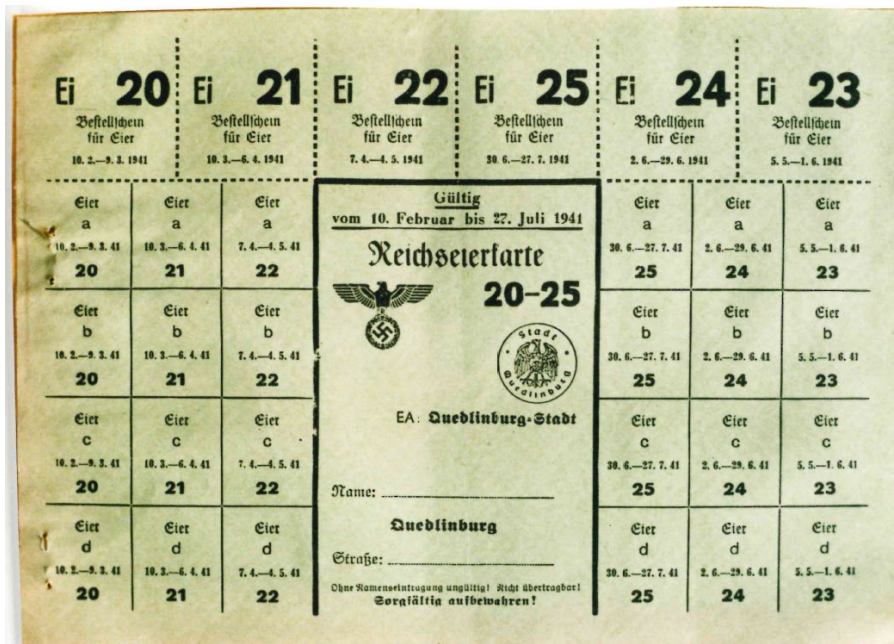 Ei 20 Ei 21 Ei 22 Ei 25 Ei 24 Ei 23
Bestellschein Bestellschein Bestellschein Bestellschein Bestellschein Bestellschein
für Eier für Eier für Eier für Eier für Eier für Eier
10. 2.—9. 3. 1941 10. 3.—6. 4. 1941 7. 4.—4. 5. 1941 30. 6.—27. 7. 1941 2. 6.—29. 6. 1941 5. 5.—1. 6. 1941
Eier Eier Eier
a a a
10. 2.—9. 3. 41 10. 3.—6. 4. 41 7. 4.—4. 5. 41
20 21 22
Eier Eier Eier
b b b
10. 2.—9. 3. 41 10. 3.—6. 4. 41 7. 4.—4. 5. 41
20 21 22
Eier Eier Eier
c c c
10. 2.—9. 3. 41 10. 3.—6. 4. 41 7. 4.—4. 5. 41
20 21 22
Eier Eier Eier
d d d
10. 2.—9. 3. 41 10. 3.—6. 4. 41 7. 4.—4. 5. 41
20 21 22
Gültig
vom 10. Februar bis 27. Juli 1941
Reichseierkarte
20-25
Stadt
Quedlinburg
EA: Quedlinburg-Stadt
Name:
Quedlinburg
Straße:
Ohne Namenseintragung ungültig! Nicht übertragbar!
Sorgfältig aufbewahren!
Eier Eier Eier
a a a
30. 6.—27. 7. 41 2. 6.—29. 6. 41 5. 5.—1. 6. 41
25 24 23
Eier Eier Eier
b b b
30. 6.—27. 7. 41 2. 6.—29. 6. 41 5. 5.—1. 6. 41
25 24 23
Eier Eier Eier
c c c
30. 6.—27. 7. 41 2. 6.—29. 6. 41 5. 5.—1. 6. 41
25 24 23
Eier Eier Eier
d d d
30. 6.—27. 7. 41 2. 6.—29. 6. 41 5. 5.—1. 6. 41
25 24 23